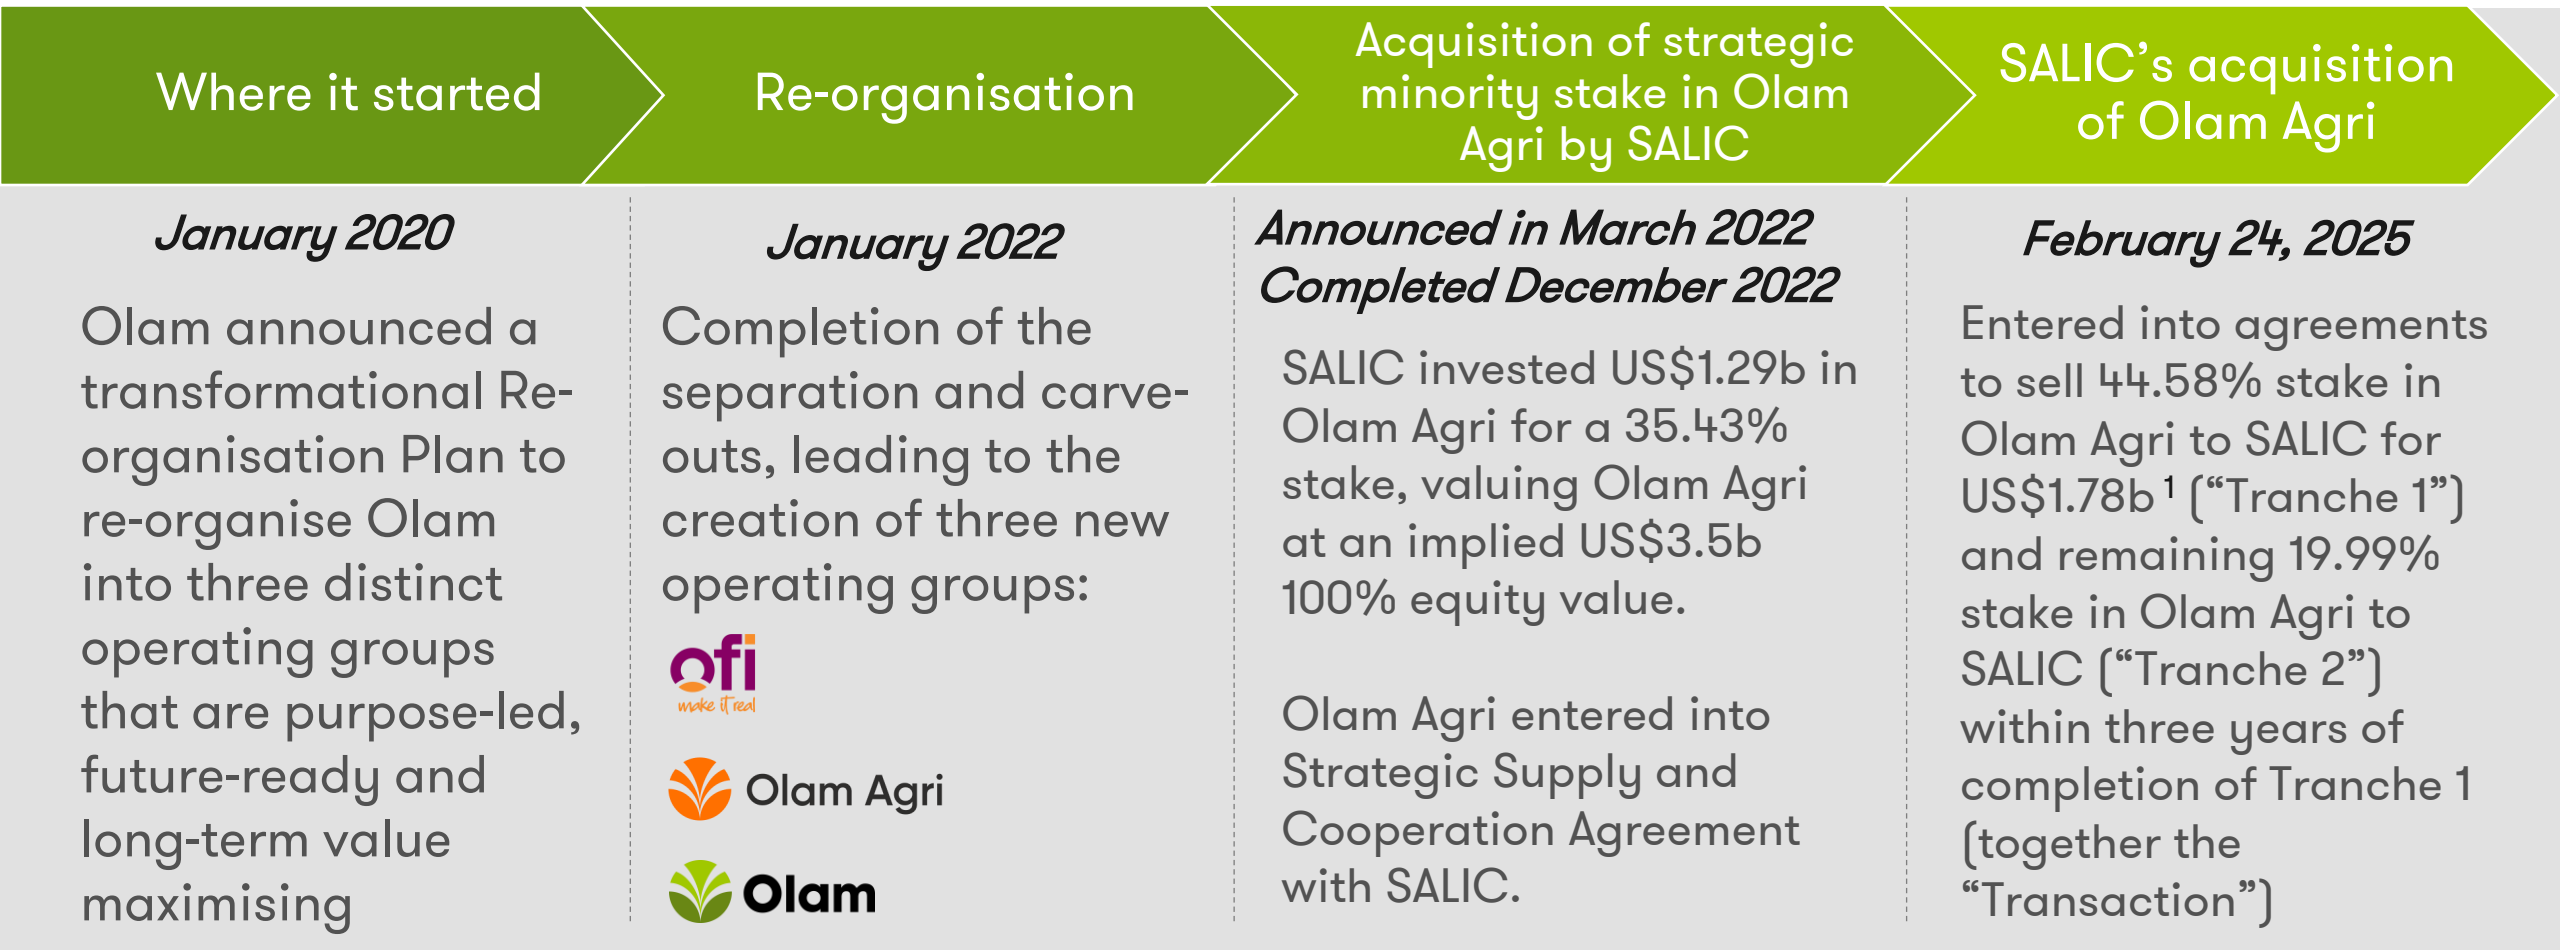 Where it started
January 2020
Olam announced a
transformational Re-
organisation Plan to
re-organise Olam
into three distinct
operating groups
that are purpose-led,
future-ready and
long-term value
maximising
Re-organisation
January 2022
Completion of the
separation and carve-
outs, leading to the
creation of three new
operating groups:
ofi
make it real
Olam Agri
Olam
Acquisition of strategic
minority stake in Olam
Agri by SALIC
Announced in March 2022
Completed December 2022
SALIC invested US$1.29b in
Olam Agri for a 35.43%
stake, valuing Olam Agri
at an implied US$3.5b
100% equity value.
Olam Agri entered into
Strategic Supply and
Cooperation Agreement
with SALIC.
SALIC’s acquisition
of Olam Agri
February 24, 2025
Entered into agreements
to sell 44.58% stake in
Olam Agri to SALIC for
US$1.78b 1 (“Tranche 1”)
and remaining 19.99%
stake in Olam Agri to
SALIC (“Tranche 2”)
within three years of
completion of Tranche 1
(together the
“Transaction”)